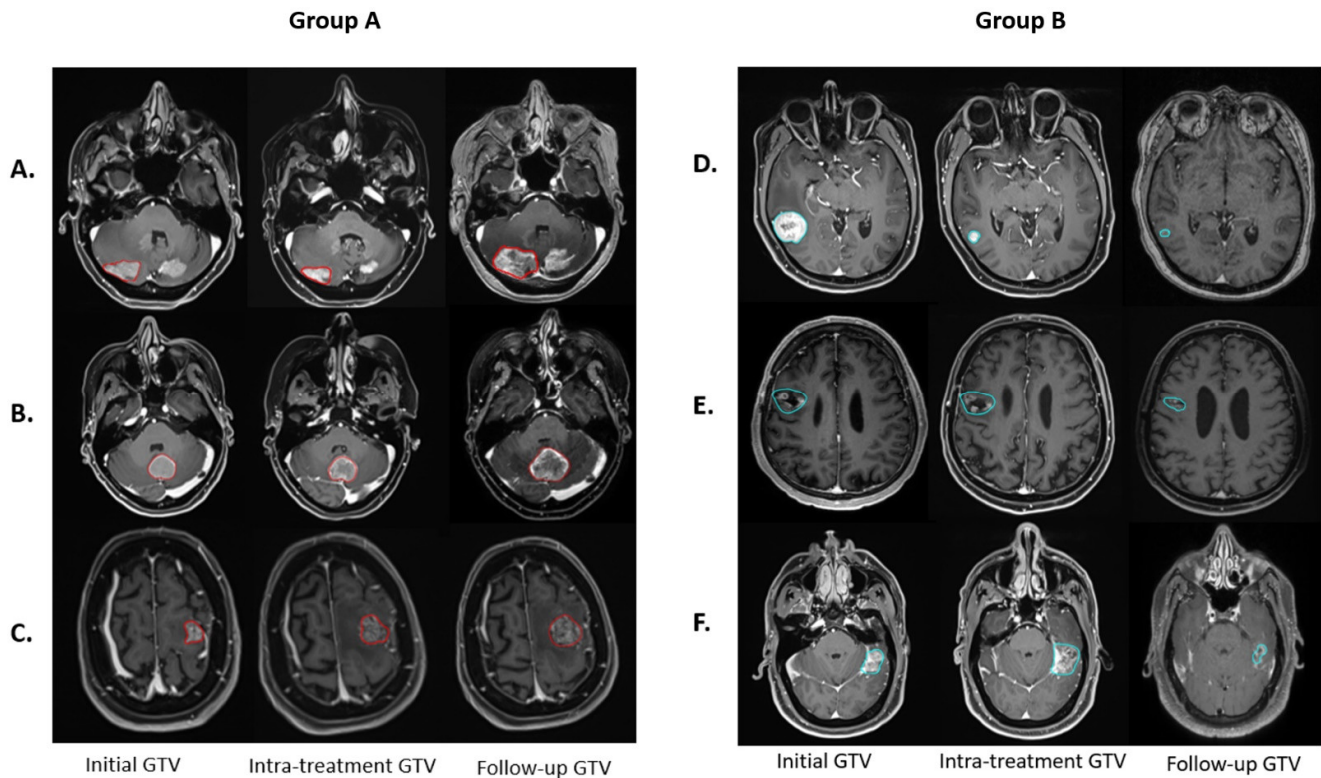 Group A
Group B
A.
D.
B.
E.
C.
F.
Initial GTV
Intra-treatment GTV
Follow-up GTV
Initial GTV
Intra-treatment GTV
Follow-up GTV